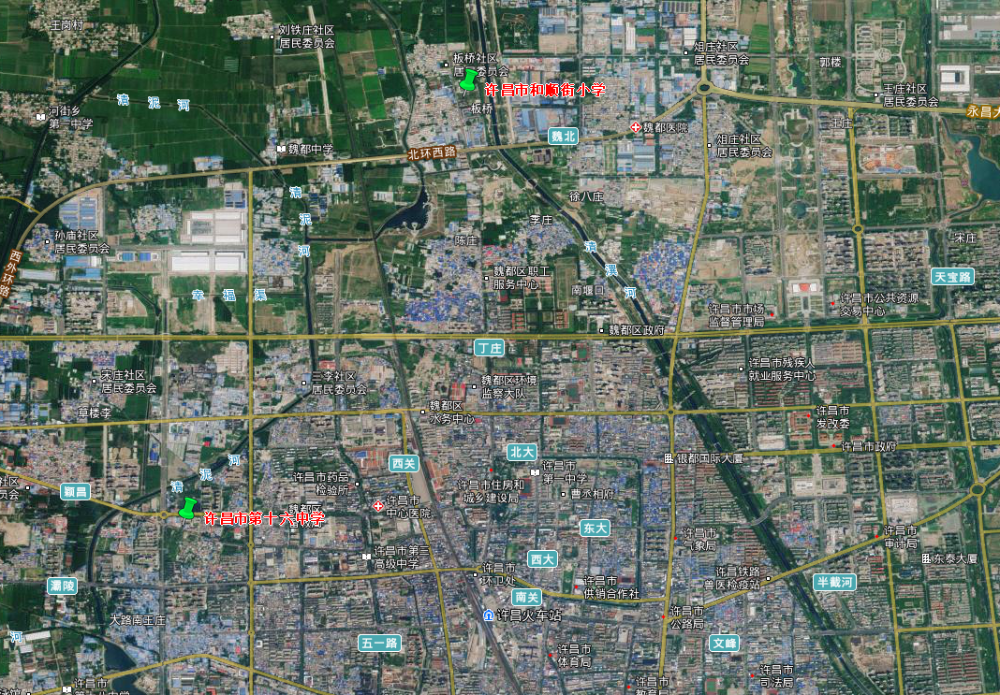 王岗村
刘铁庄社区
居民委员会
板桥社区
居民委员会
许昌市和顺街小学
板桥
俎庄社区
居民委员会
郭楼
王庄社区
居民委员会
永昌大
清 泥 河
河街乡
第一中学
魏都中学
北环西路
魏北
魏都医院
俎庄社区
居民委员会
王庄
清
泥
河
徐八庄
李庄
陈庄
清
潩
河
宋庄
孙庙社区
居民委员会
西外环路
幸 福 渠
魏都区职工
服务中心
南堰口
天宝路
许昌市公共资源
交易中心
许昌市市场
监督管理局
魏都区政府
丁庄
宋庄社区
居民委员会
三李社区
居民委员会
魏都区环境
监察大队
许昌市残疾人
就业服务中心
草楼李
魏都区
水务中心
许昌市
发改委
许昌市政府
北大
银都国际大厦
西关
清 泥 河
许昌市
第一中学
许昌市药品
检验所
许昌市住房和
城乡建设局
曹丞相府
颍昌
许昌市第十六中学
魏都区
许昌市
中心医院
东大
许昌市
气象局
许昌市
审计局
许昌市第三
高级中学
西大
东泰大厦
许昌市
环卫处
许昌铁路
兽医检疫站
半截河
灞陵
南关
许昌市
供销合作社
大路南王庄
许昌火车站
许昌市
公路局
河
五一路
文峰
许昌市
体育局
许昌市
司法局
许昌市
许昌市
教育局